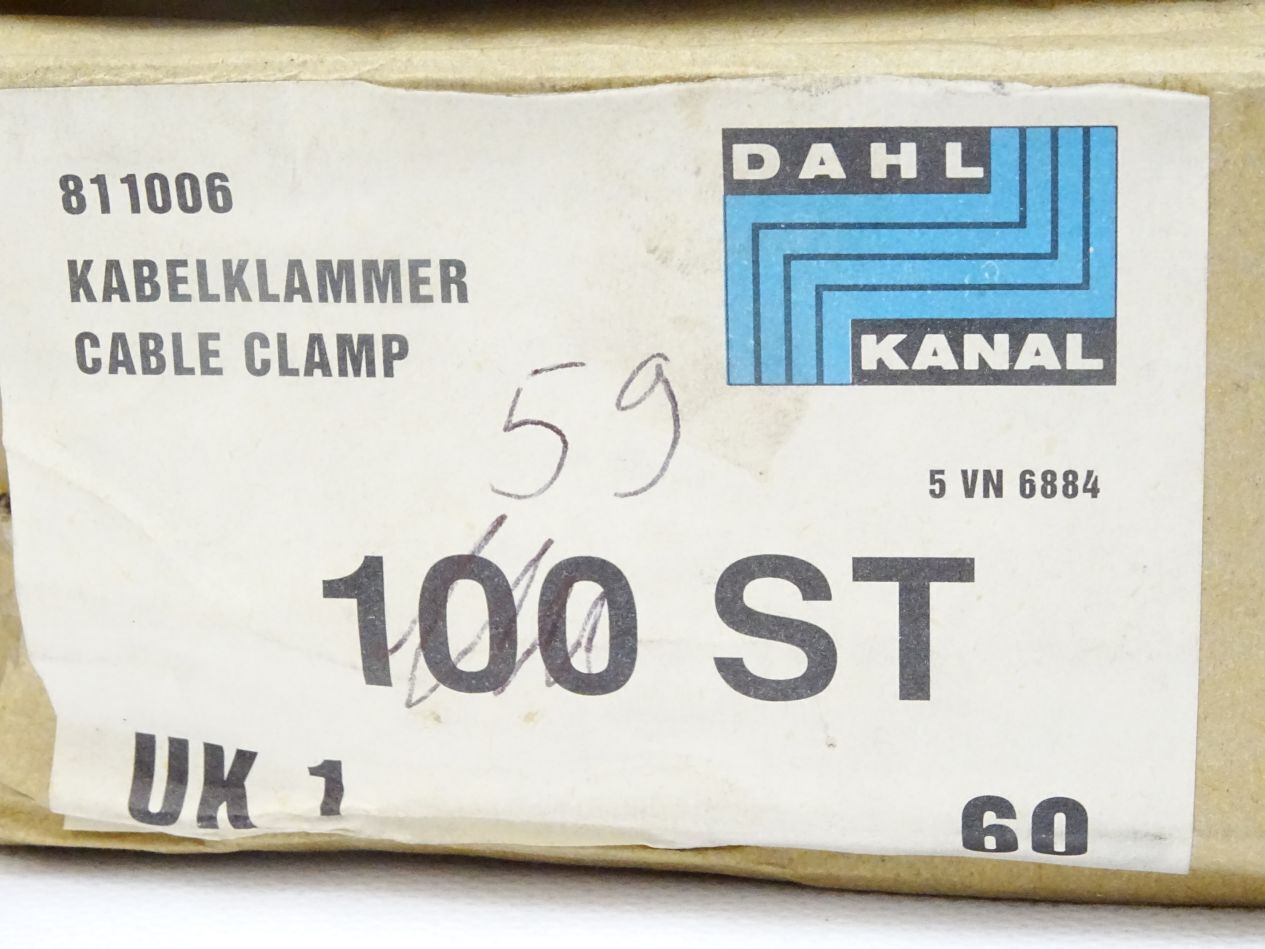 811006
KABELKLAMMER
CABLE CLAMP
DAHL
KANAL
59
5 VN 6884
100 ST
UK 1
60